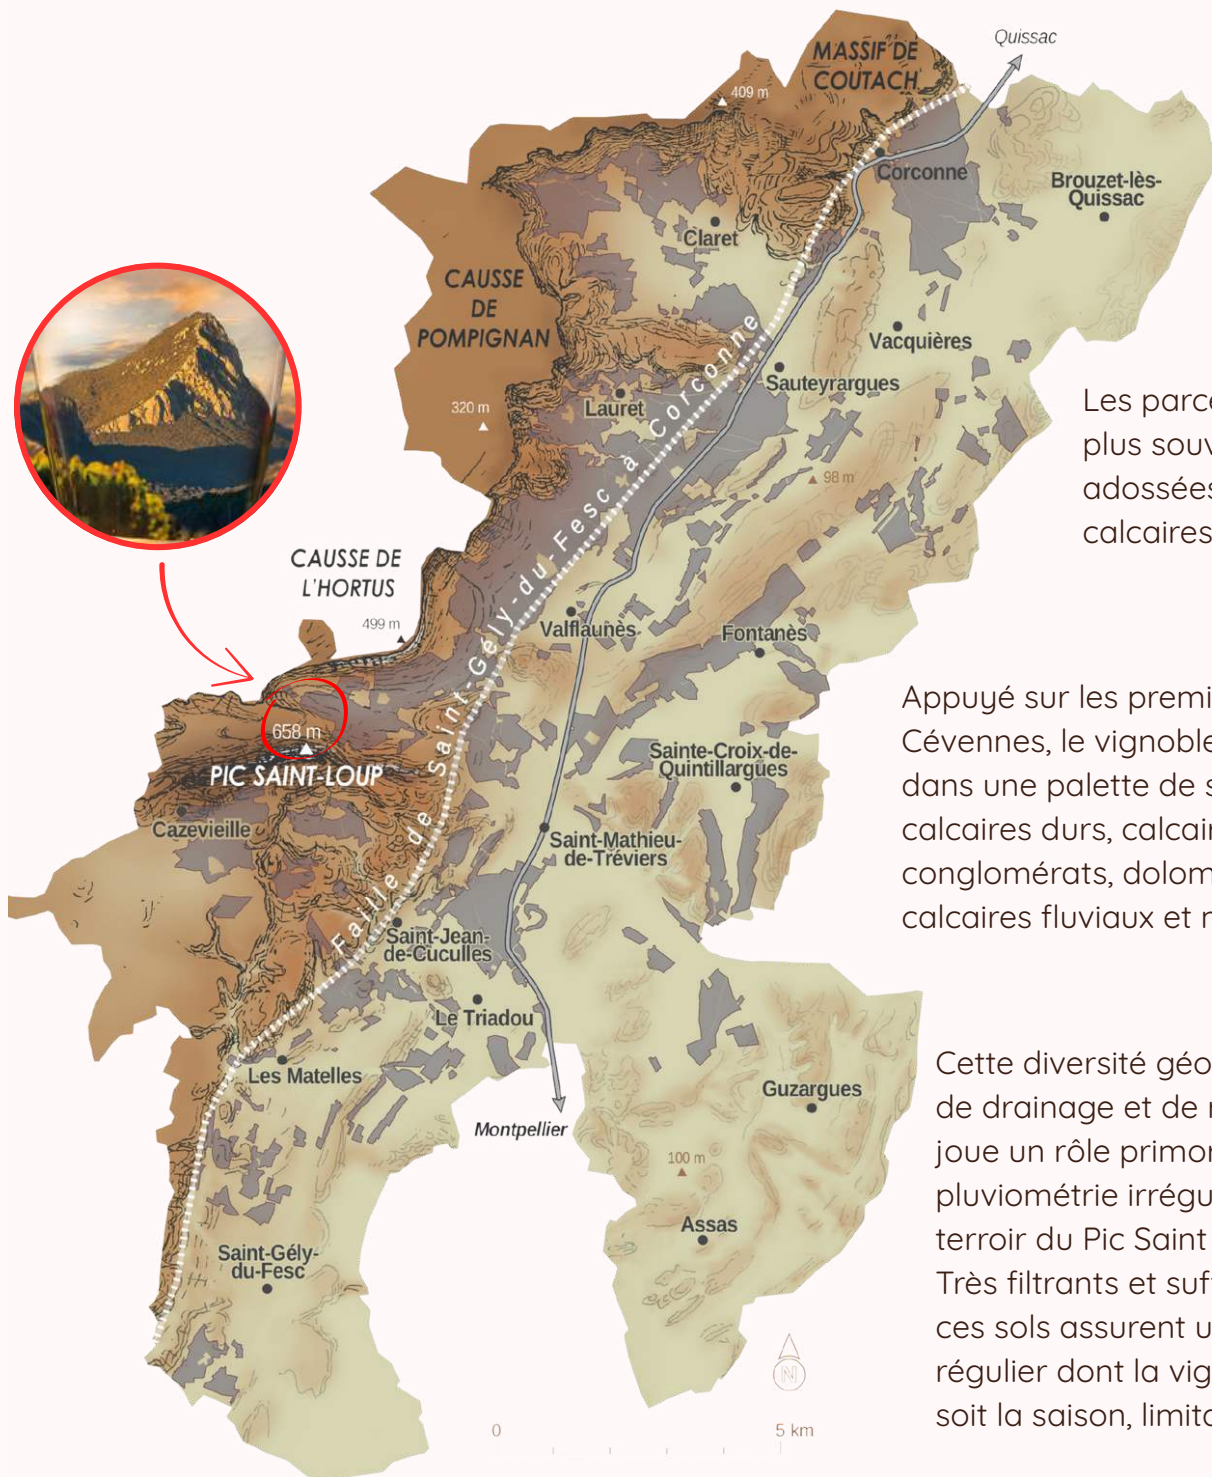 Quissac
MASSIF DE
COUTACH
409 m
Corconne
Brouzet-lès-
Quissac
Claret
CAUSSE
DE
POMPIGNAN
Vacquières
Sauteyrargues
Lauret
320 m
98 m
Les parce
plus souv
adossées
calcaires
CAUSSE DE
L'HORTUS
499 m
Valflaunès
Fontanès
Faille de Saint-Gély-du-Fesc à Corconne
658 m
PIC SAINT-LOUP
Cazevieille
Sainte-Croix-de-
Quintillargues
Saint-Mathieu-
de-Tréviers
Appuyé sur les premi
Cévennes, le vignoble
dans une palette de s
calcaires durs, calcair
conglomérats, dolom
calcaires fluviaux et m
Saint-Jean-
de-Cuculles
Le Triadou
Les Matelles
Montpellier
Guzargues
100 m
Assas
Saint-Gély-
du-Fesc
Cette diversité géo
de drainage et de r
joue un rôle primor
pluviométrie irrégu
terroir du Pic Saint
Très filtrants et suf
ces sols assurent u
régulier dont la vig
soit la saison, limita
N
0
5 km